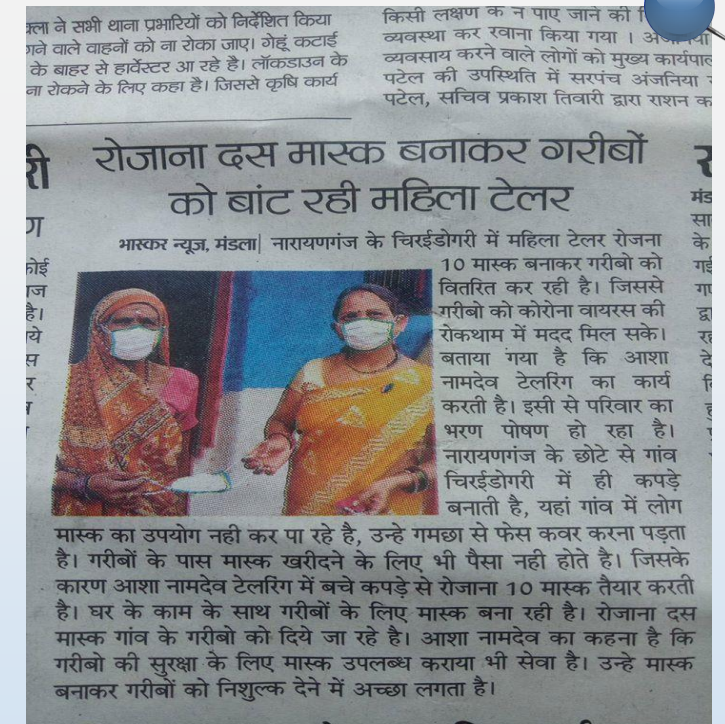 क्ला ने सभी थाना प्रभारियों को निर्देशित किया
गने वाले वाहनों को ना रोका जाए। गेहूं कटाई
के बाहर से हार्वेस्टर आ रहे है। लॉकडाउन के
ना रोकने के लिए कहा है। जिससे कृषि कार्य
किसी लक्षण के न पाए जाने की
व्यवस्था कर रवाना किया गया ।
व्यवसाय करने वाले लोगों को मुख्य कार्यपाल
पटेल की उपस्थिति में सरपंच अंजनिया
पटेल, सचिव प्रकाश तिवारी द्वारा राशन क
रोजाना दस मास्क बनाकर गरीबों
को बांट रही महिला टेलर
भास्कर न्यूज, मंडला| नारायणगंज के चिरईडोगरी में महिला टेलर रोजना
10 मास्क बनाकर गरीबो को
वितरित कर रही है। जिससे
गरीबो को कोरोना वायरस की
रोकथाम में मदद मिल सके।
बताया गया है कि आशा
नामदेव टेलरिंग का कार्य
करती है। इसी से परिवार का
भरण पोषण हो रहा है।
नारायणगंज के छोटे से गांव
चिरईडोगरी में ही कपड़े
बनाती है, यहां गांव में लोग
मास्क का उपयोग नही कर पा रहे है, उन्हे गमछा से फेस कवर करना पड़ता
है। गरीबों के पास मास्क खरीदने के लिए भी पैसा नही होते है। जिसके
कारण आशा नामदेव टेलरिंग में बचे कपड़े से रोजाना 10 मास्क तैयार करती
है। घर के काम के साथ गरीबों के लिए मास्क बना रही है। रोजाना दस
मास्क गांव के गरीबो को दिये जा रहे है। आशा नामदेव का कहना है कि
गरीबो की सुरक्षा के लिए मास्क उपलब्ध कराया भी सेवा है। उन्हे मास्क
बनाकर गरीबों को निशुल्क देने में अच्छा लगता है।